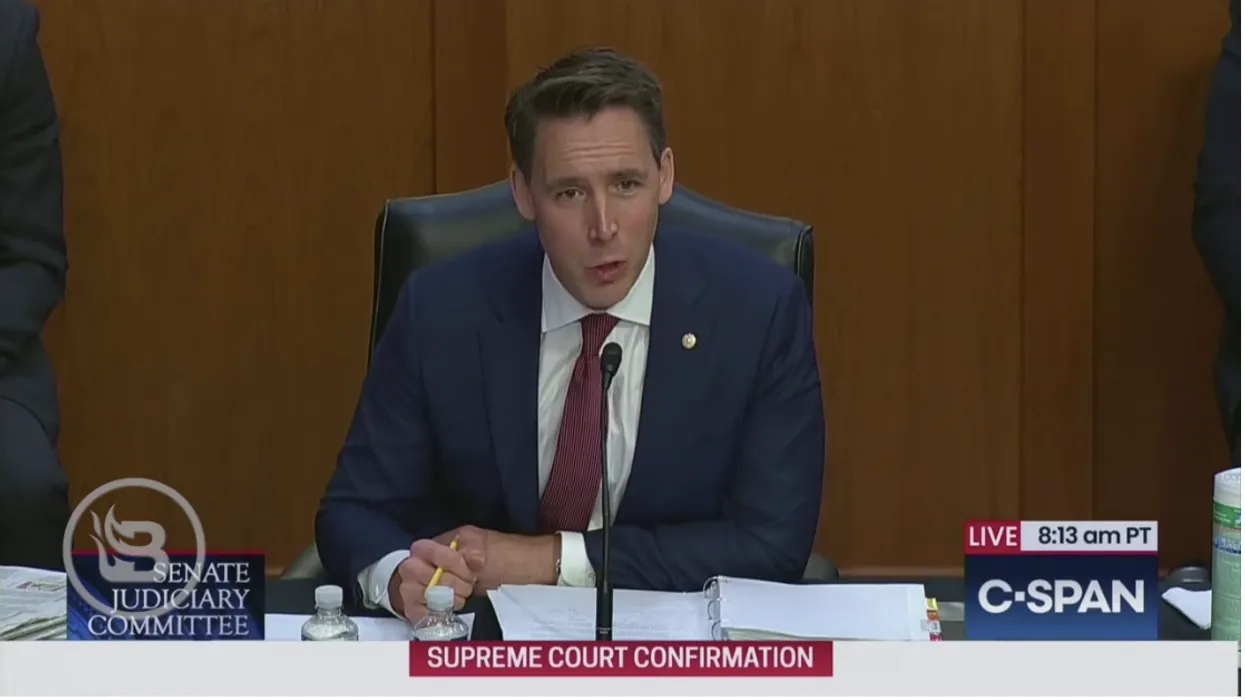 LIVE 8:13 am PT
SENATE
JUDICIARY
COMMITTEE
C-SPAN
SUPREME COURT CONFIRMATION